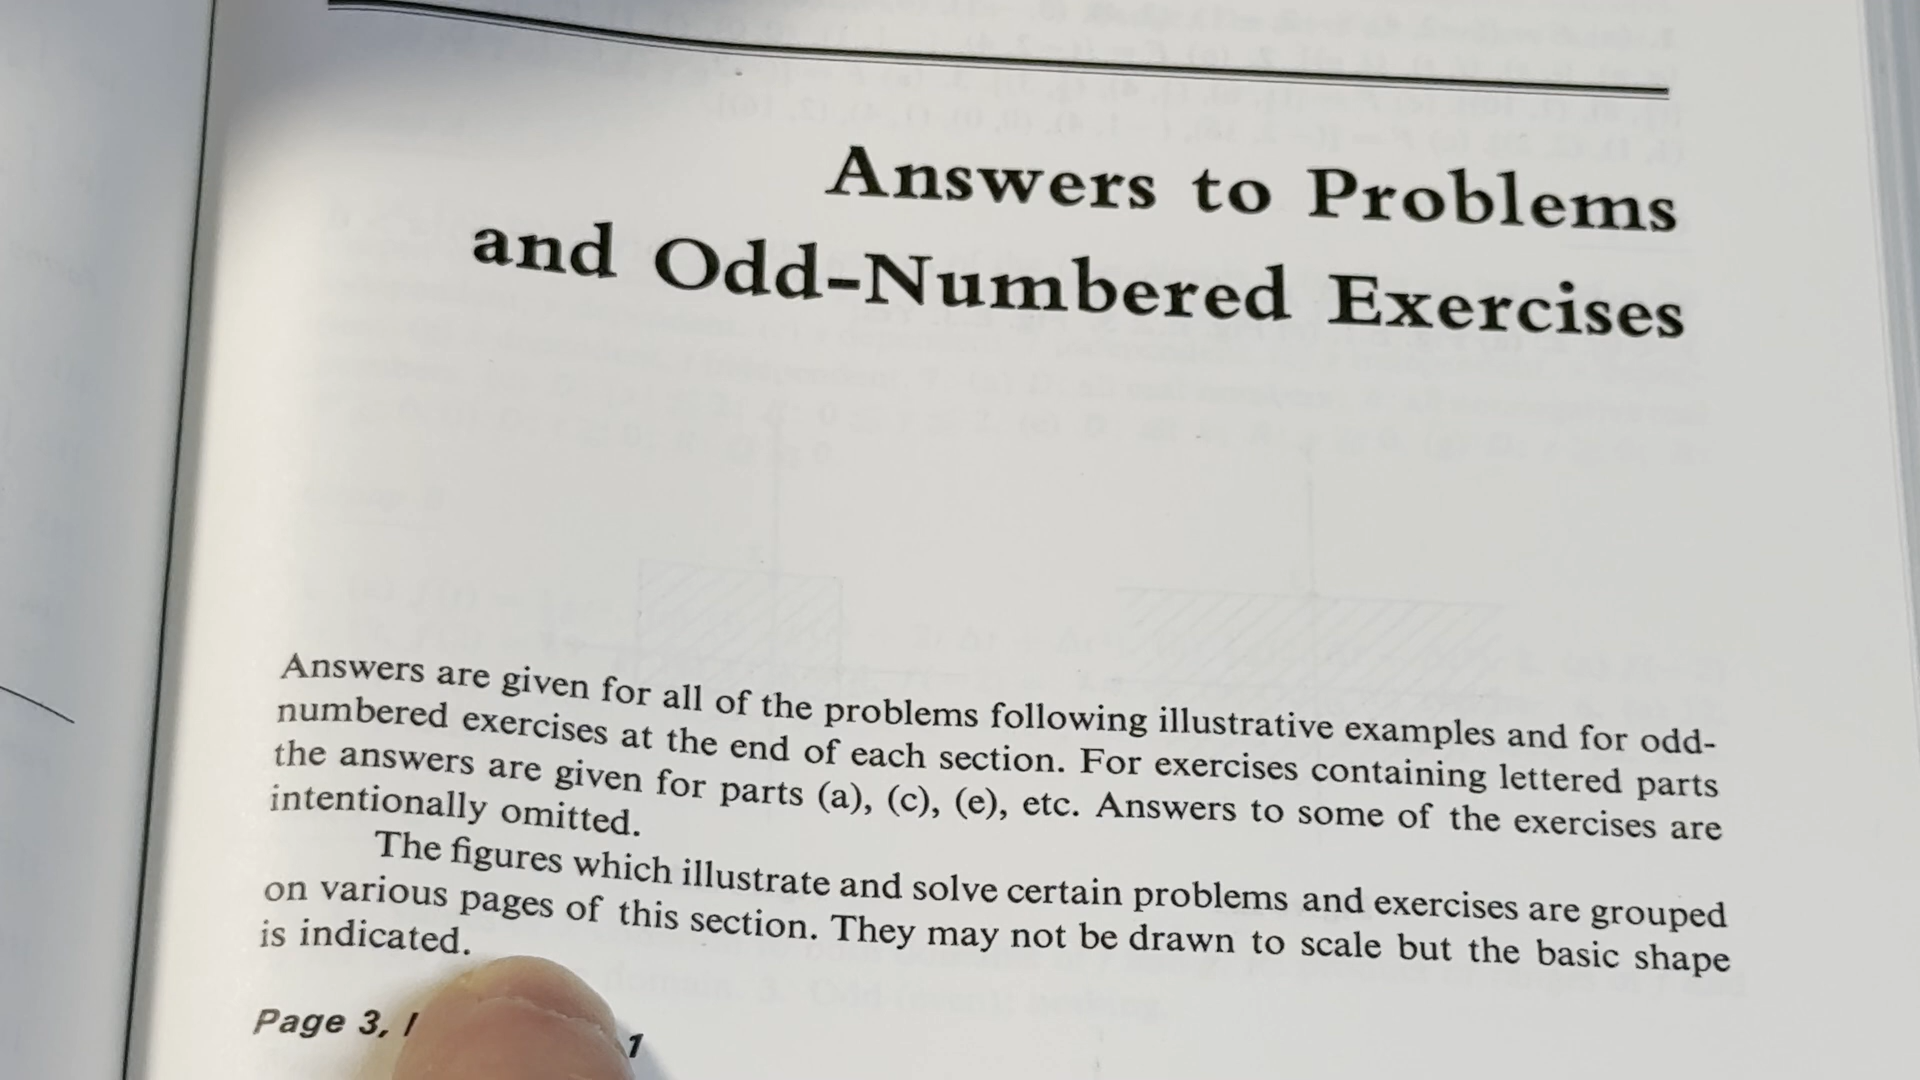 Answers to Problems
and Odd-Numbered Exercises
Answers are given for all of the problems following illustrative examples and for odd-
numbered exercises at the end of each section. For exercises containing lettered parts
the answers are given for parts (a), (c), (e), etc. Answers to some of the exercises are
intentionally omitted.
The figures which illustrate and solve certain problems and exercises are grouped
on various pages of this section. They may not be drawn to scale but the basic shape
is indicated.
Page 3, 1